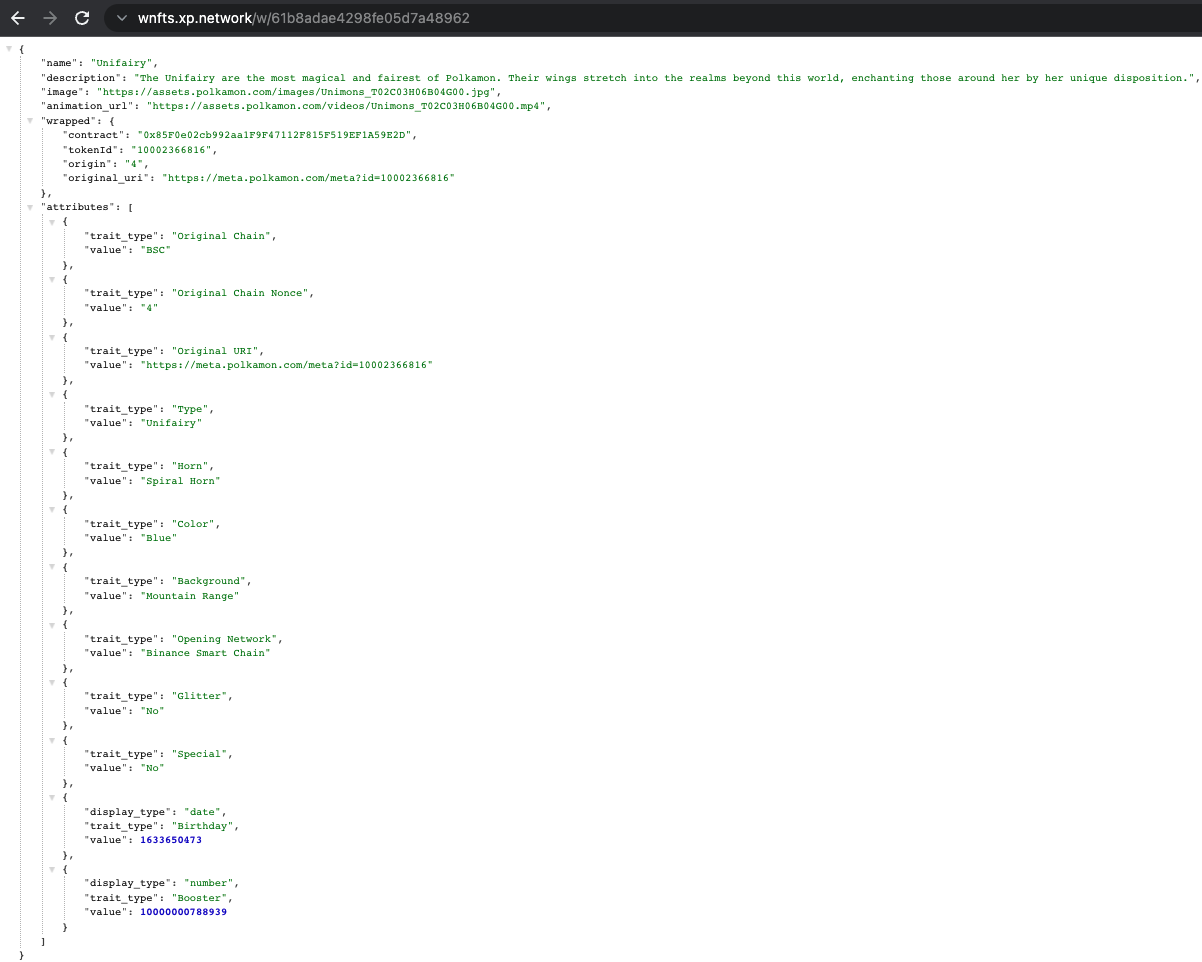 wnfts.xp.network/w/61b8adae4298fe05d7a48962
{
"name": "Unifairy",
"description": "The Unifairy are the most magical and fairest of Polkamon. Their wings stretch into the realms beyond this world, enchanting those around her by her unique disposition.",
"image": "https://assets.polkamon.com/images/Unimons_T02C03H06B04G00.jpg",
"animation_url": "https://assets.polkamon.com/videos/Unimons_T02C03H06B04G00.mp4",
"wrapped": {
"contract": "0x85F0e02cb992aa1F9F47112F815F519EF1A59E2D",
"tokenId": "10002366816",
"origin": "4",
"original_uri": "https://meta.polkamon.com/meta?id=10002366816"
},
"attributes": [
{
"trait_type": "Original Chain",
"value": "BSC"
},
{
"trait_type": "Original Chain Nonce",
"value": "4"
},
{
"trait_type": "Original URI",
"value": "https://meta.polkamon.com/meta?id=10002366816"
},
{
"trait_type": "Type",
"value": "Unifairy"
},
{
"trait_type": "Horn",
"value": "Spiral Horn"
},
{
"trait_type": "Color",
"value": "Blue"
},
{
"trait_type": "Background",
"value": "Mountain Range"
},
{
"trait_type": "Opening Network",
"value": "Binance Smart Chain"
},
{
"trait_type": "Glitter",
"value": "No"
},
{
"trait_type": "Special",
"value": "No"
},
{
"display_type": "date",
"trait_type": "Birthday",
"value": 1633650473
},
{
"display_type": "number",
"trait_type": "Booster",
"value": 10000000788939
}
]
}